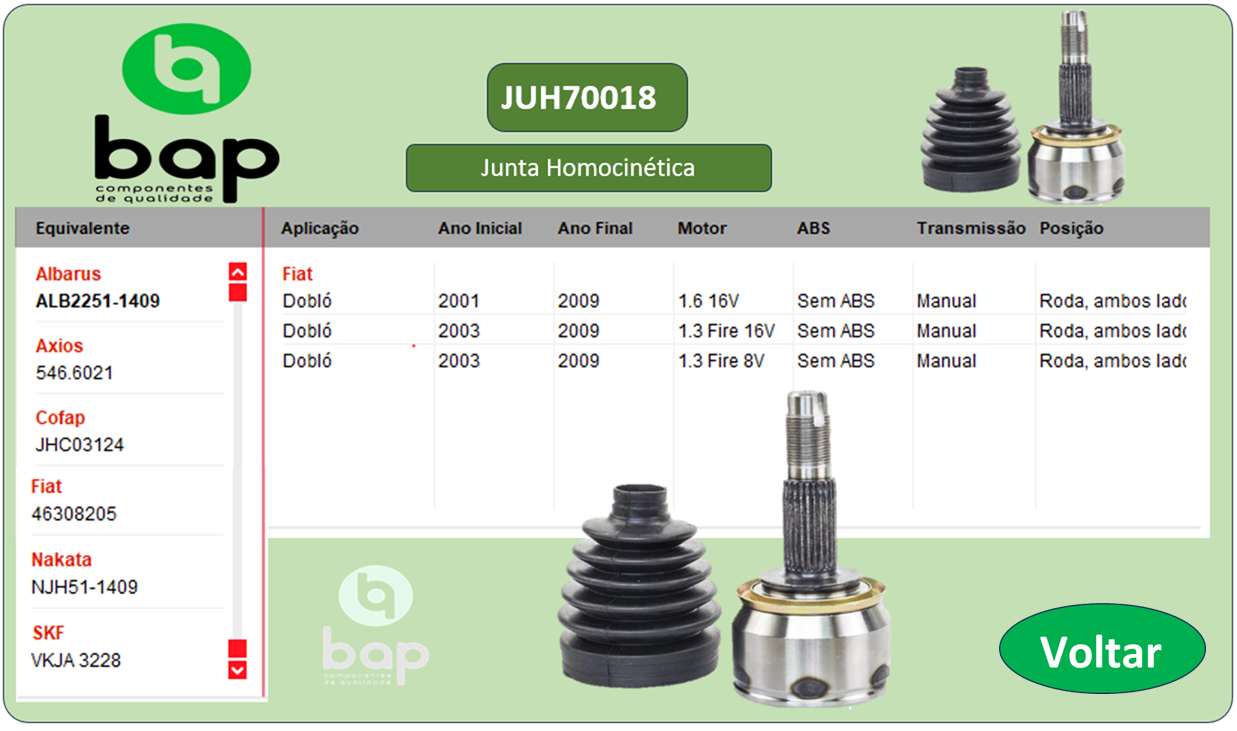 bap
componentes
de qualidade
JUH70018
Junta Homocinética
Equivalente
Albarus
ALB2251-1409
Axios
546.6021
Cofap
JHC03124
Fiat
46308205
Nakata
NJH51-1409
SKF
VKJA 3228
Aplicação Ano Inicial Ano Final Motor ABS Transmissão Posição
Fiat
Dobló 2001 2009 1.6 16V Sem ABS Manual Roda, ambos lado
Dobló 2003 2009 1.3 Fire 16V Sem ABS Manual Roda, ambos lado
Dobló 2003 2009 1.3 Fire 8V Sem ABS Manual Roda, ambos lado
bap
componentes
de qualidade
Voltar